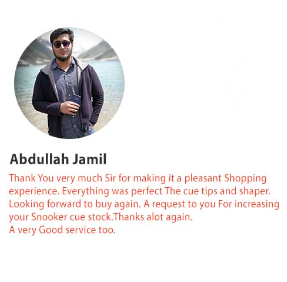 Abdullah Jamil
Thank You very much Sir for making it a pleasant Shopping
experience. Everything was perfect The cue tips and shaper.
Looking forward to buy again. A request to you For increasing
your Snooker cue stock.Thanks alot again.
A very Good service too.